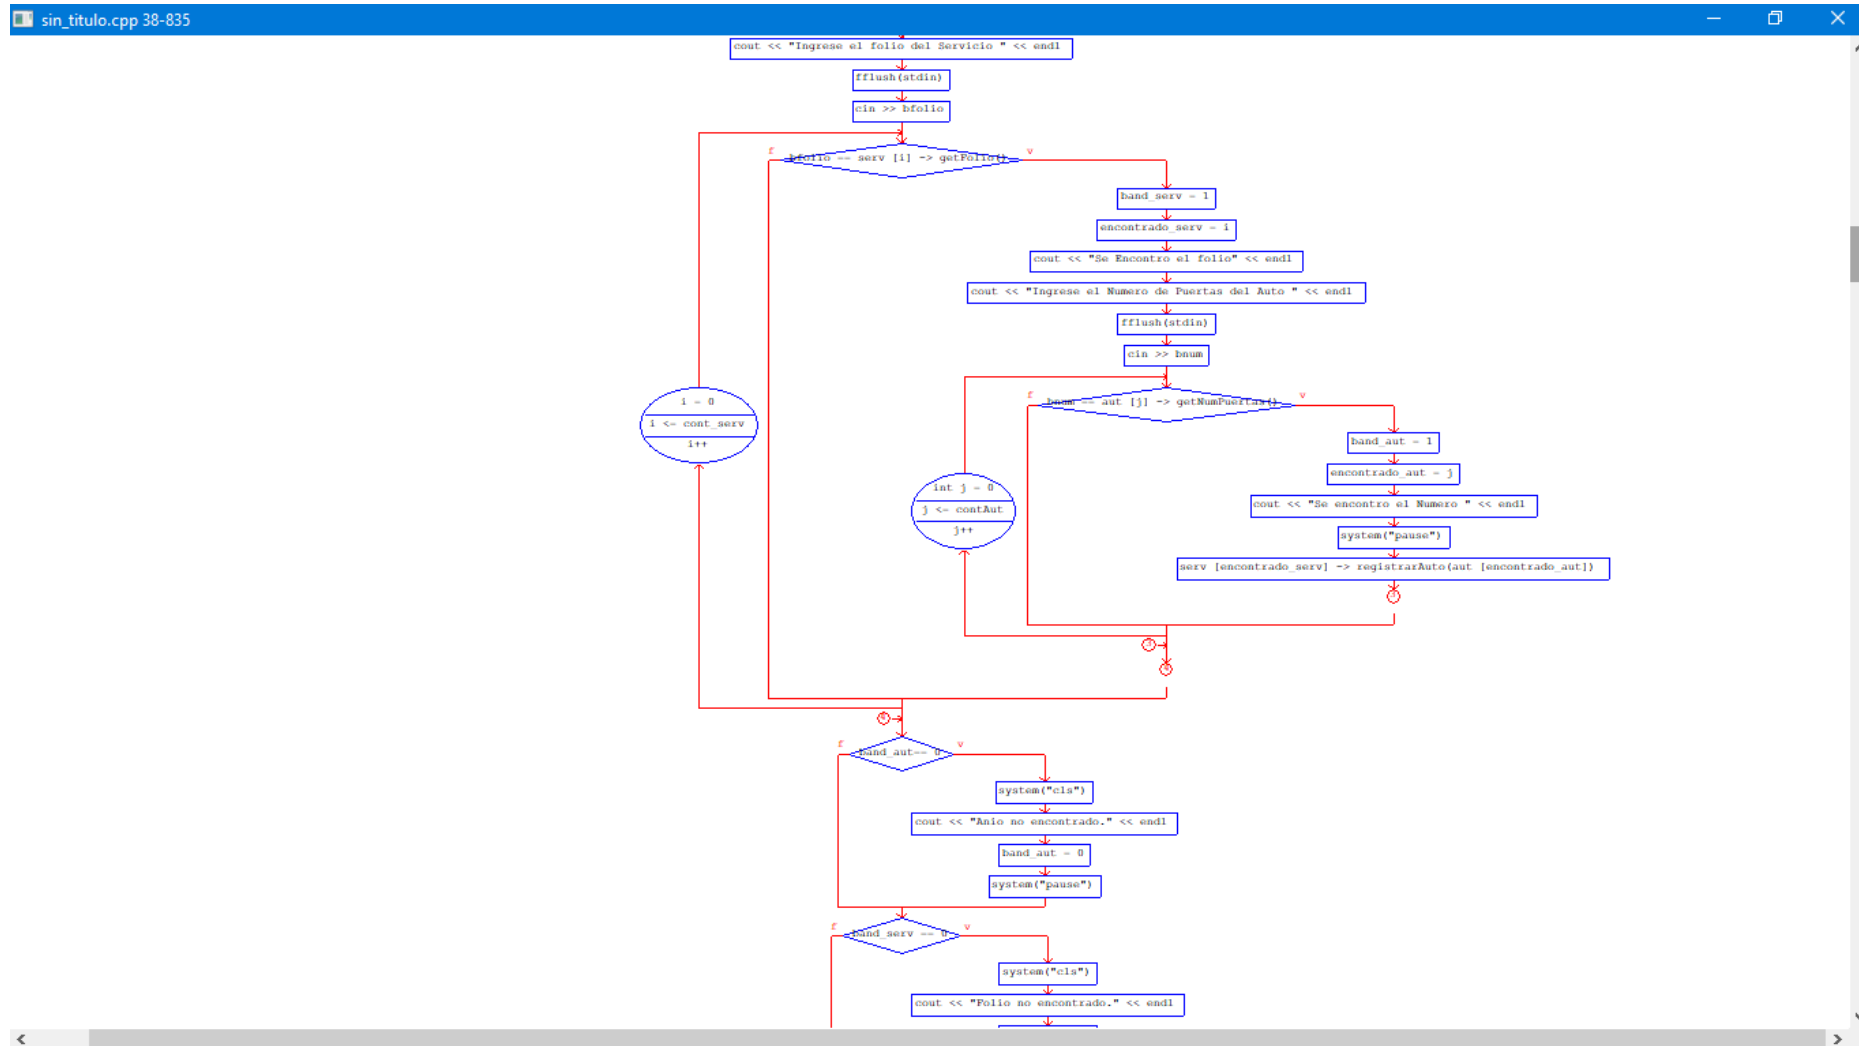 sin_titulo.cpp 38-835
cout << "Ingrese el folio del Servicio " << endl
fflush(stdin)
cin >> bfolio
f
bfolio == serv [i] -> getFolio()
v
band_serv = 1
encontrado_serv = i
cout << "Se Encontro el folio" << endl
cout << "Ingrese el Numero de Puertas del Auto " << endl
fflush(stdin)
cin >> bnum
i = 0
i <= cont_serv
i++
f
bnum == aut [j] -> getNumPuertas()
v
band_aut = 1
encontrado_aut = j
int j = 0
j <= contAut
j++
cout << "Se encontro el Numero " << endl
system("pause")
serv [encontrado_serv] -> registrarAuto(aut [encontrado_aut])
f
band_aut== 0
v
system("cls")
cout << "Anio no encontrado." << endl
band_aut = 0
system("pause")
f
band_serv == 0
v
system("cls")
cout << "Folio no encontrado." << endl